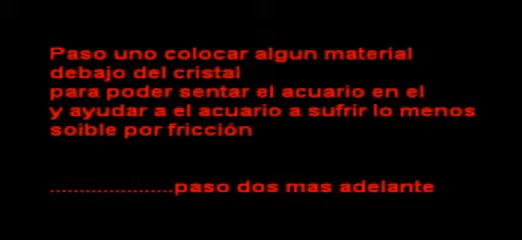 Paso uno colocar algun material
debajo del cristal
para poder sentar el acuario en el
y ayudar a el acuario a sufrir lo menos
soible por fricción
.....................paso dos mas adelante